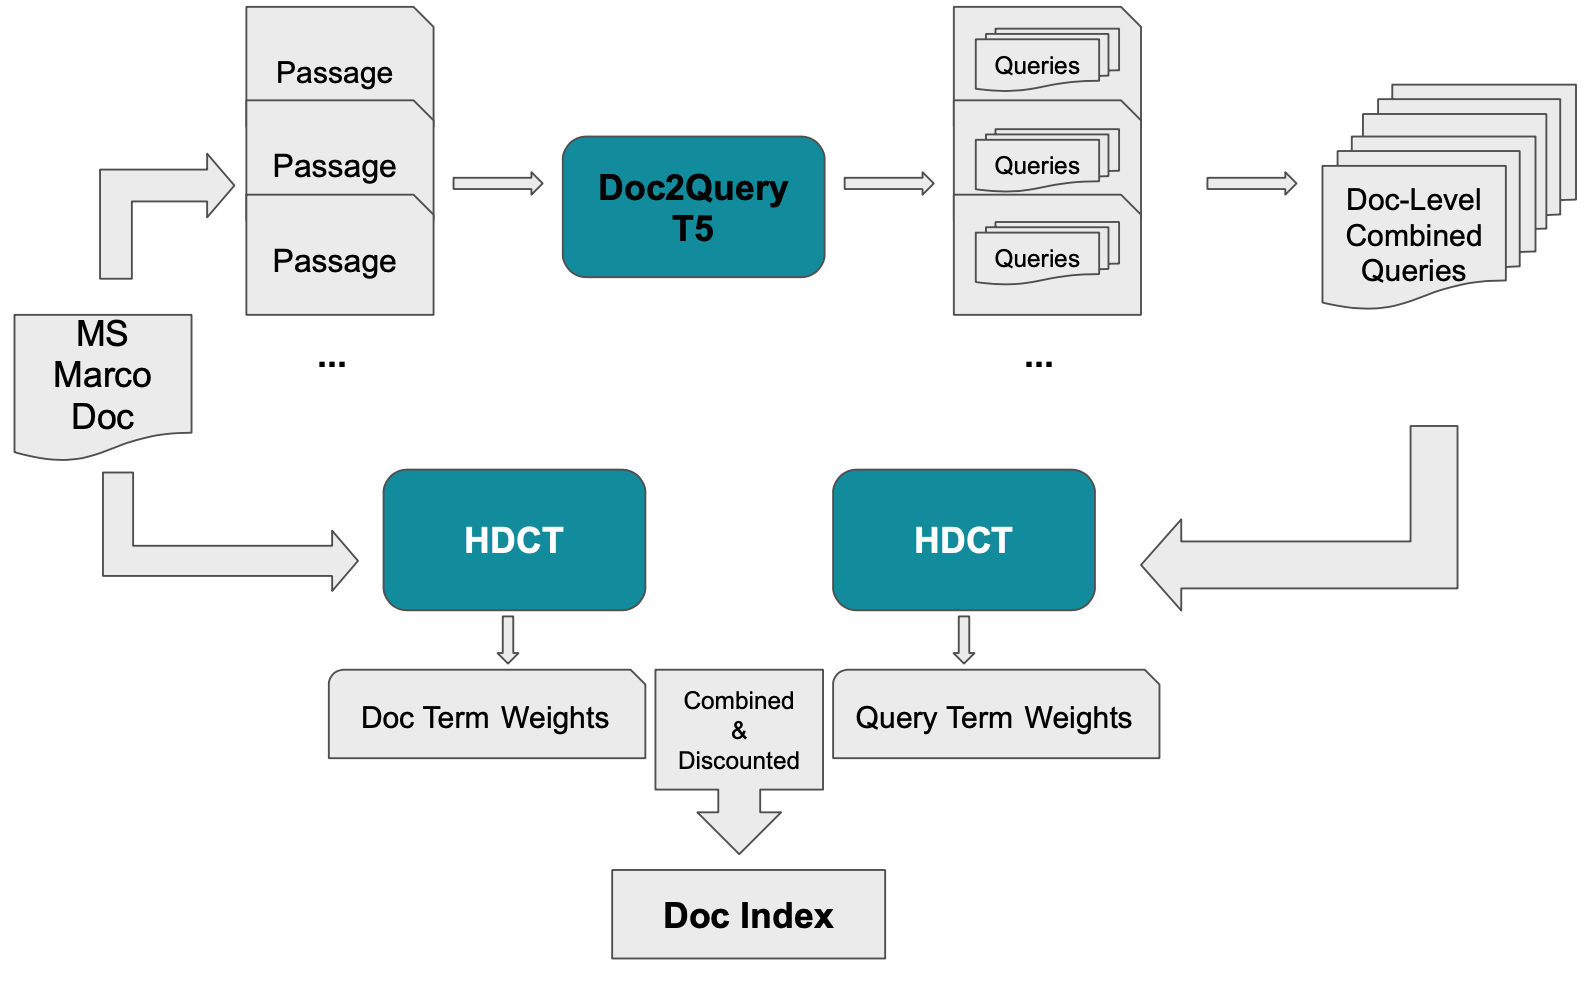 Passage
Passage
Passage
...
Doc2Query
T5
Queries
Queries
Queries
...
Doc-Level
Combined
Queries
MS
Marco
Doc
HDCT
HDCT
Doc Term Weights
Combined
&
Discounted
Query Term Weights
Doc Index